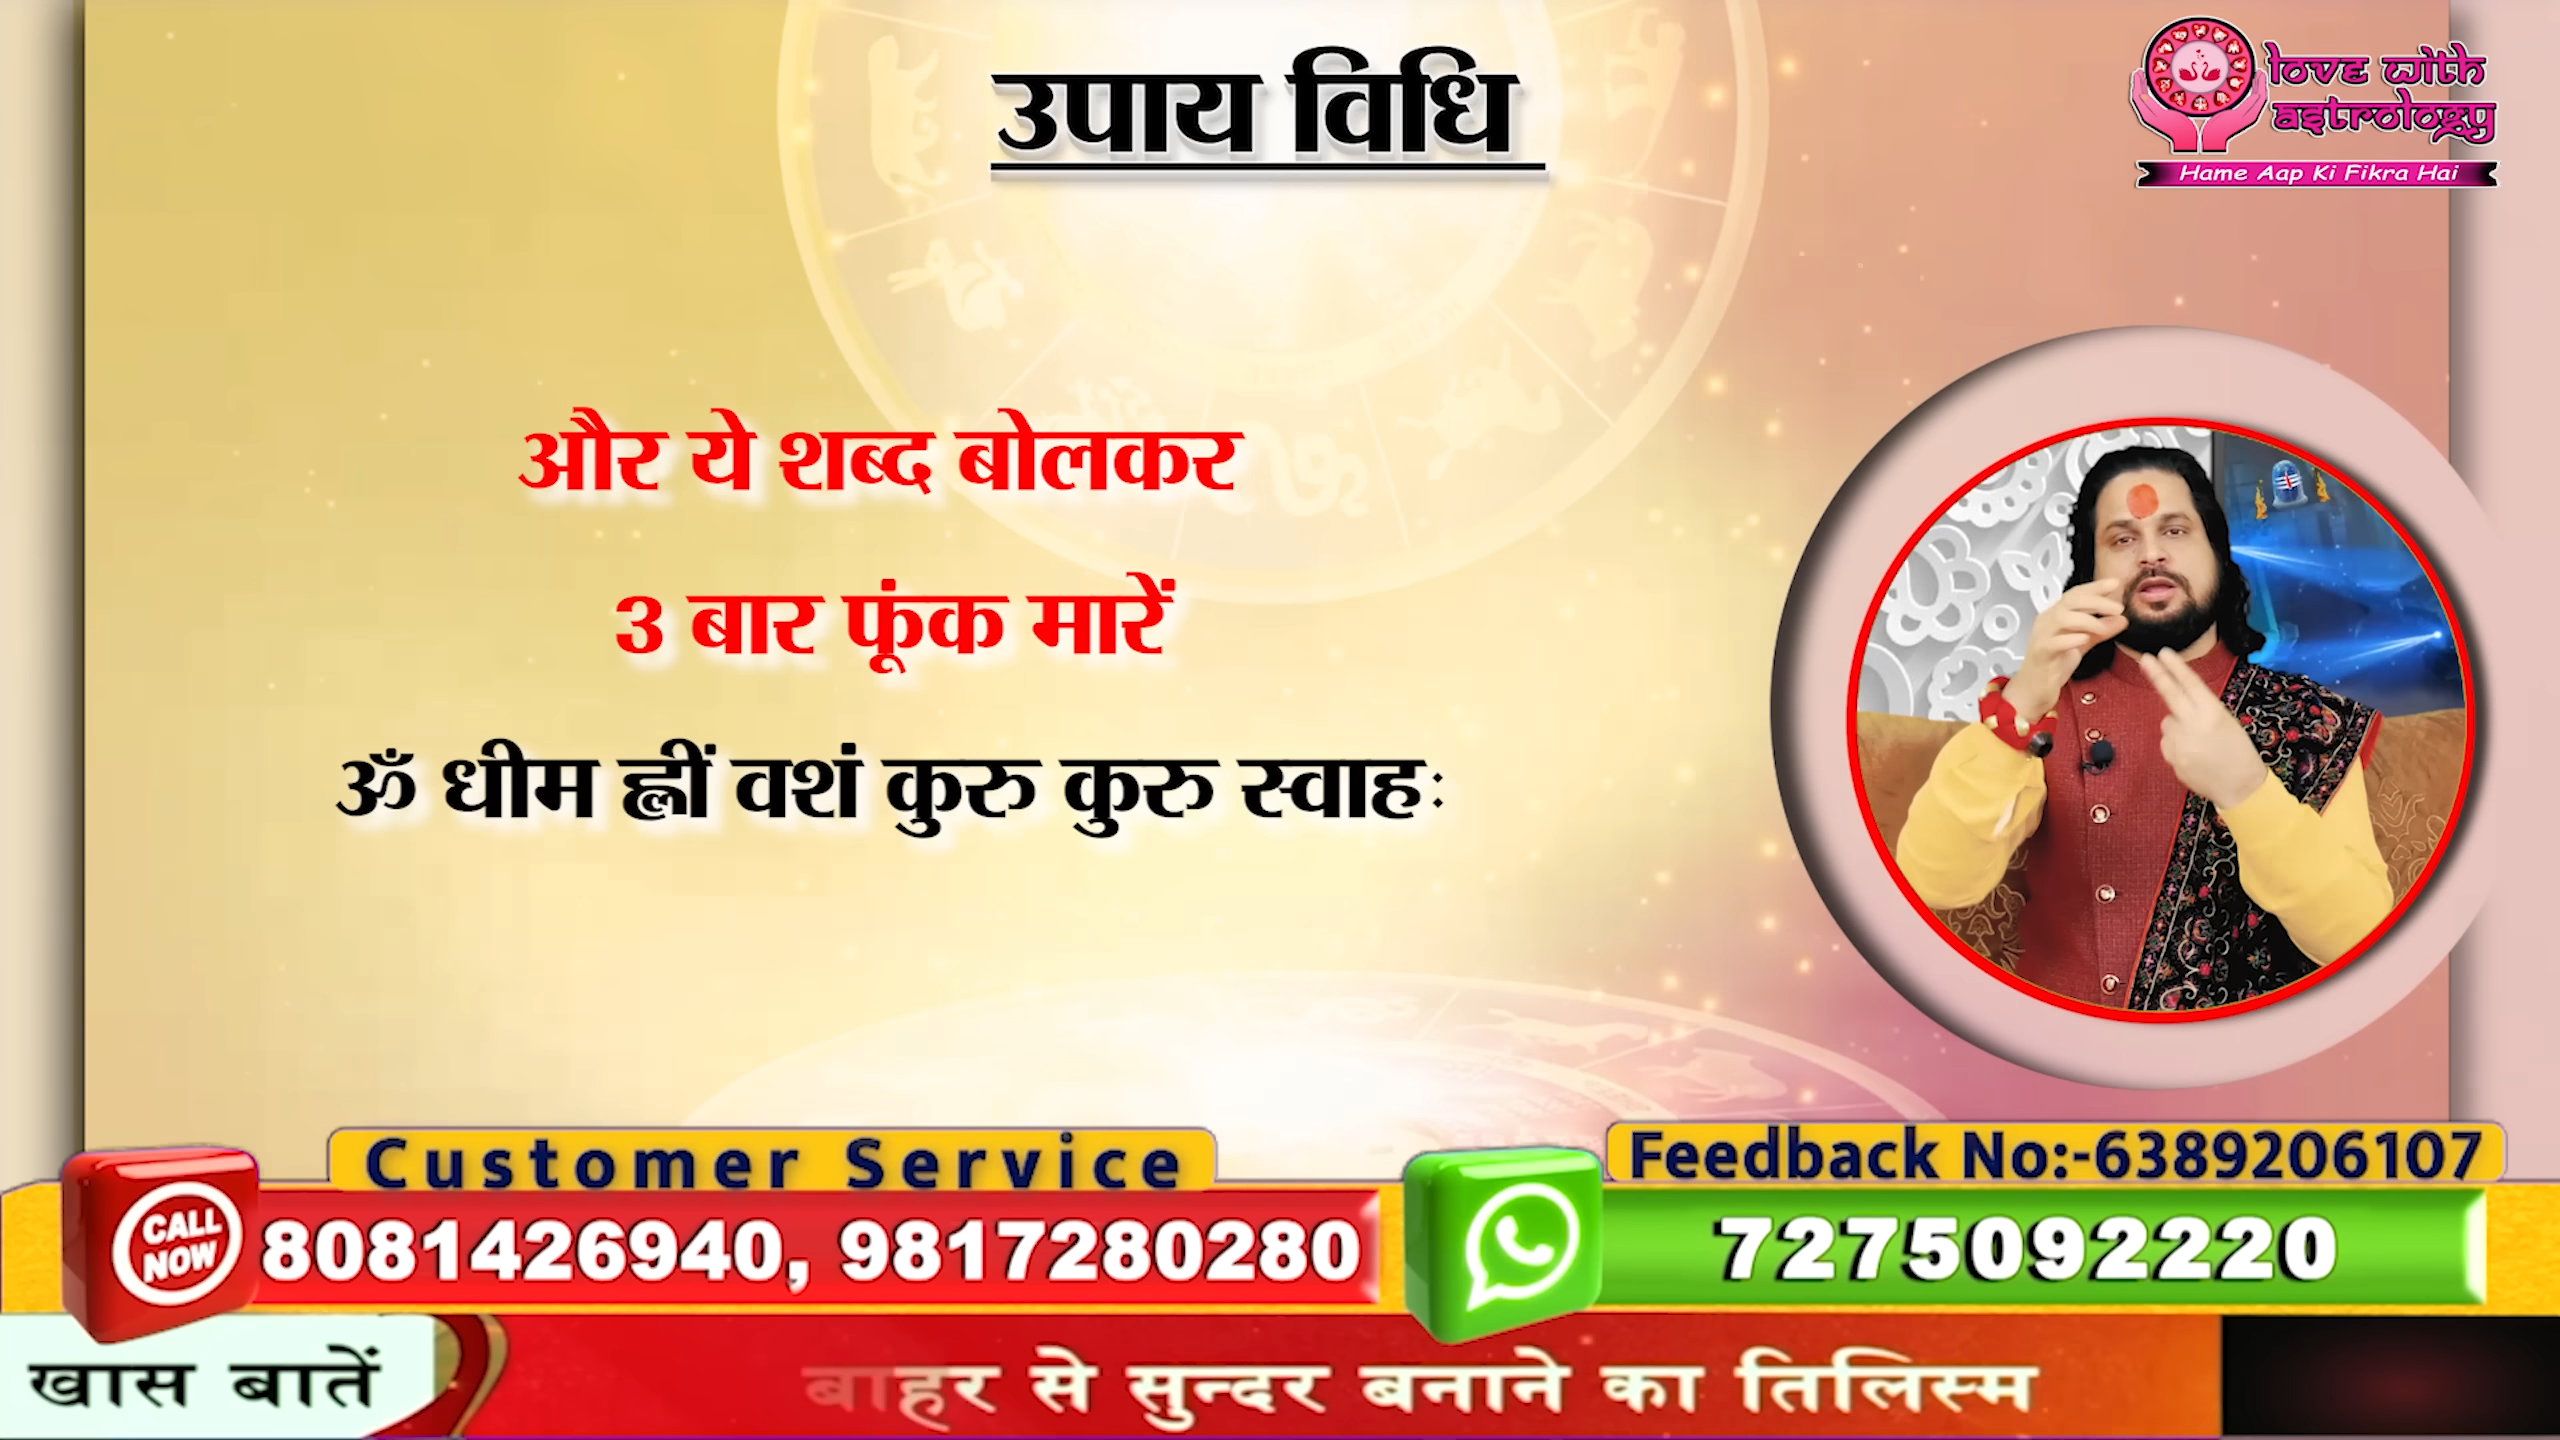 उपाय विधि
love with
astrology
Hame Aap Ki Fikra Hai
और ये शब्द बोलकर
3 बार फूंक मारें
ॐ धीम ह्लीं वशं कुरु कुरु स्वाहः
Customer Service
Feedback No:-6389206107
CALL
NOW
8081426940, 9817280280
7275092220
खास बातें
बाहर से सुन्दर बनाने का तिलिस्म